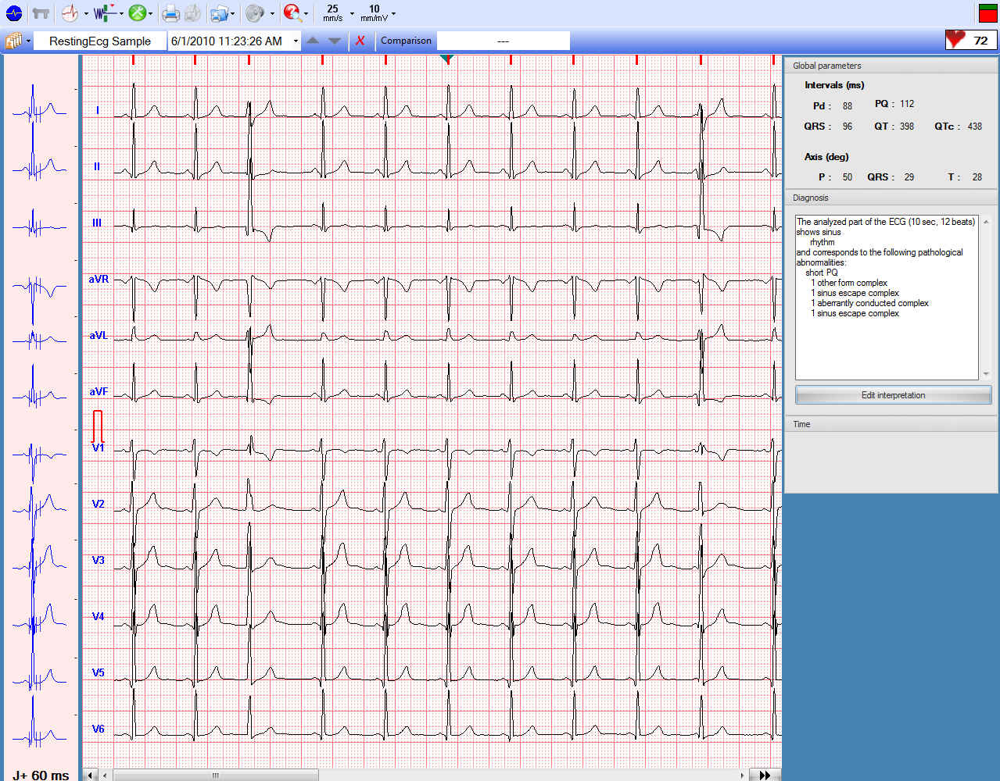 25
mm/s
10
mm/mV
RestingEcg Sample
6/1/2010 11:23:26 AM
X
Comparison
---
72
I
II
III
aVR
aVL
aVF
V1
V2
V3
V4
V5
V6
J+ 60 ms
Global parameters
Intervals (ms)
Pd : 88 PQ : 112
QRS : 96 QT : 398 QTc : 438
Axis (deg)
P : 50 QRS : 29 T : 28
Diagnosis
The analyzed part of the ECG (10 sec, 12 beats)
shows sinus
rhythm
and corresponds to the following pathological
abnormalities:
short PQ
1 other form complex
1 sinus escape complex
1 aberrantly conducted complex
1 sinus escape complex
Edit interpretation
Time